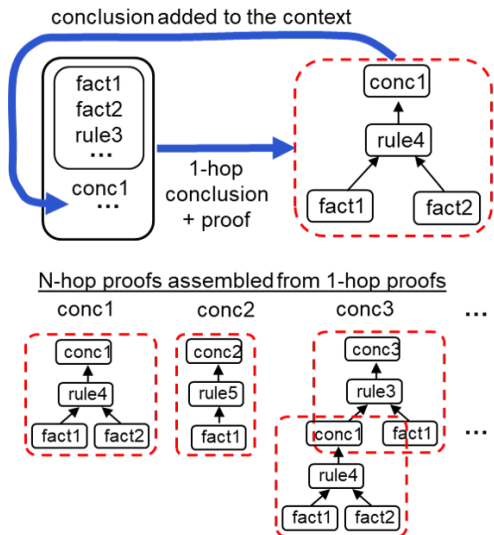 conclusion added to the context
fact1
fact2
rule3
...
conc1
...
1-hop
conclusion
+ proof
conc1
rule4
fact1
fact2
N-hop proofs assembled from 1-hop proofs
conc1
conc2
conc3
...
conc1
rule4
fact1
fact2
conc2
rule5
fact1
conc3
rule3
conc1
fact1
rule4
fact1
fact2
...